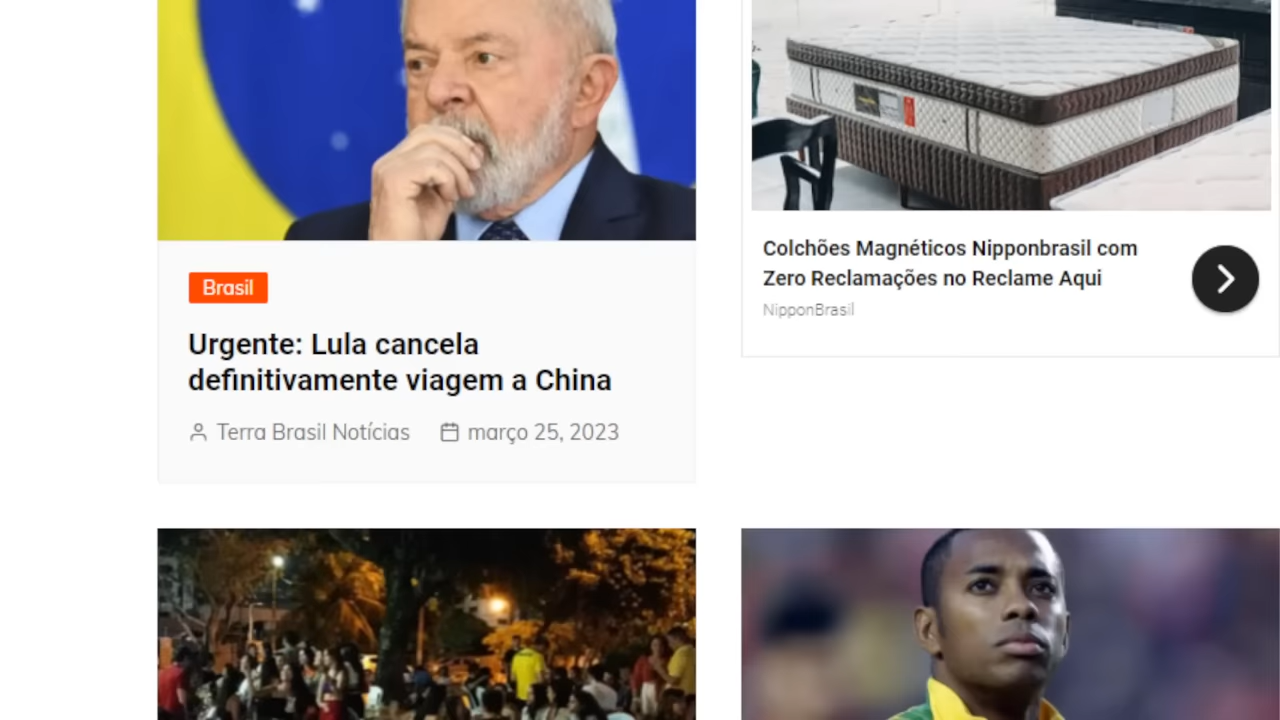 Brasil
Urgente: Lula cancela
definitivamente viagem a China
Terra Brasil Notícias março 25, 2023
Colchões Magnéticos Nipponbrasil com
Zero Reclamações no Reclame Aqui
NipponBrasil